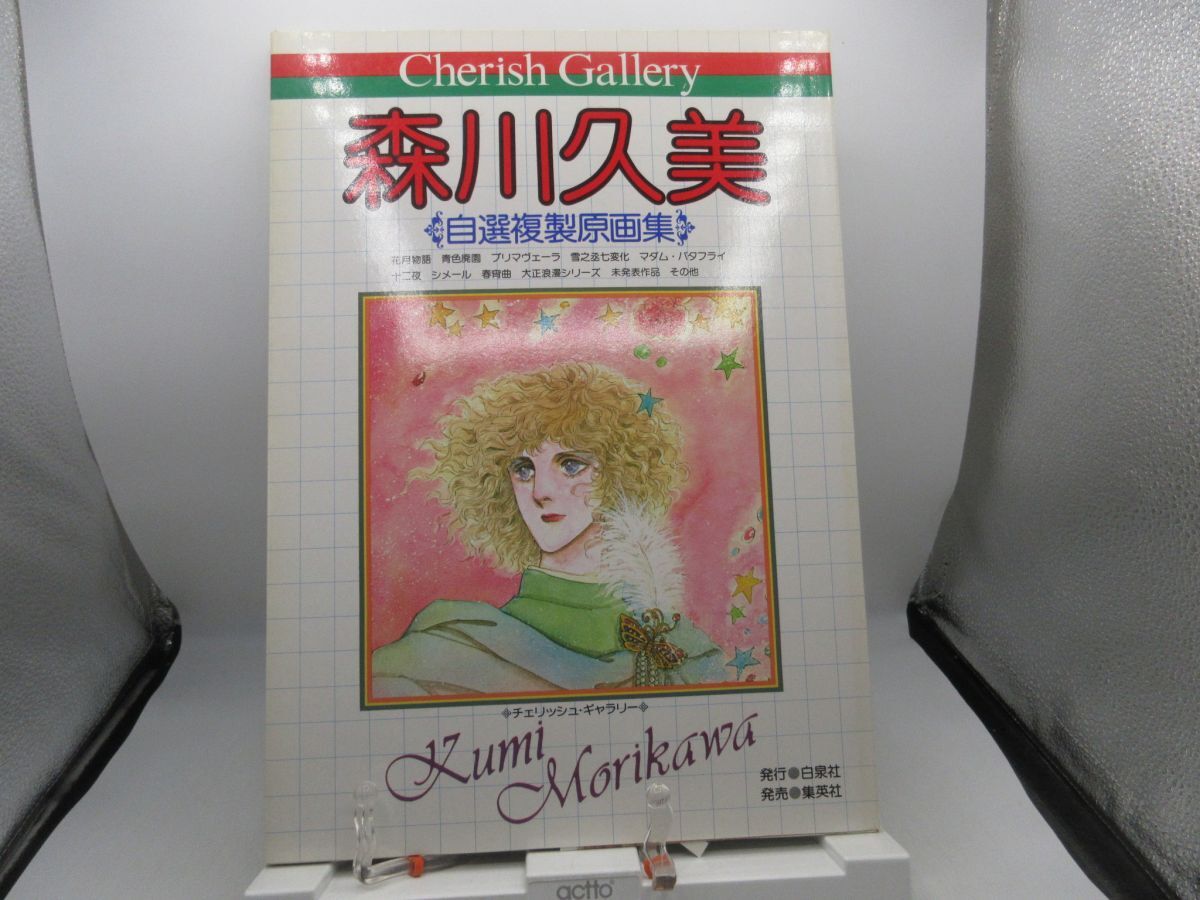 Cherish Gallery
森川久美
自選複製原画集
花月物語 青色廃園 プリマヴェーラ 雪之丞七変化 マダム・バタフライ
十二夜 シメール 春宵曲 大正浪漫シリーズ 未発表作品 その他
チェリッシュ・ギャラリー
Kumi
Morikawa
発行●白泉社
発売●集英社
actto